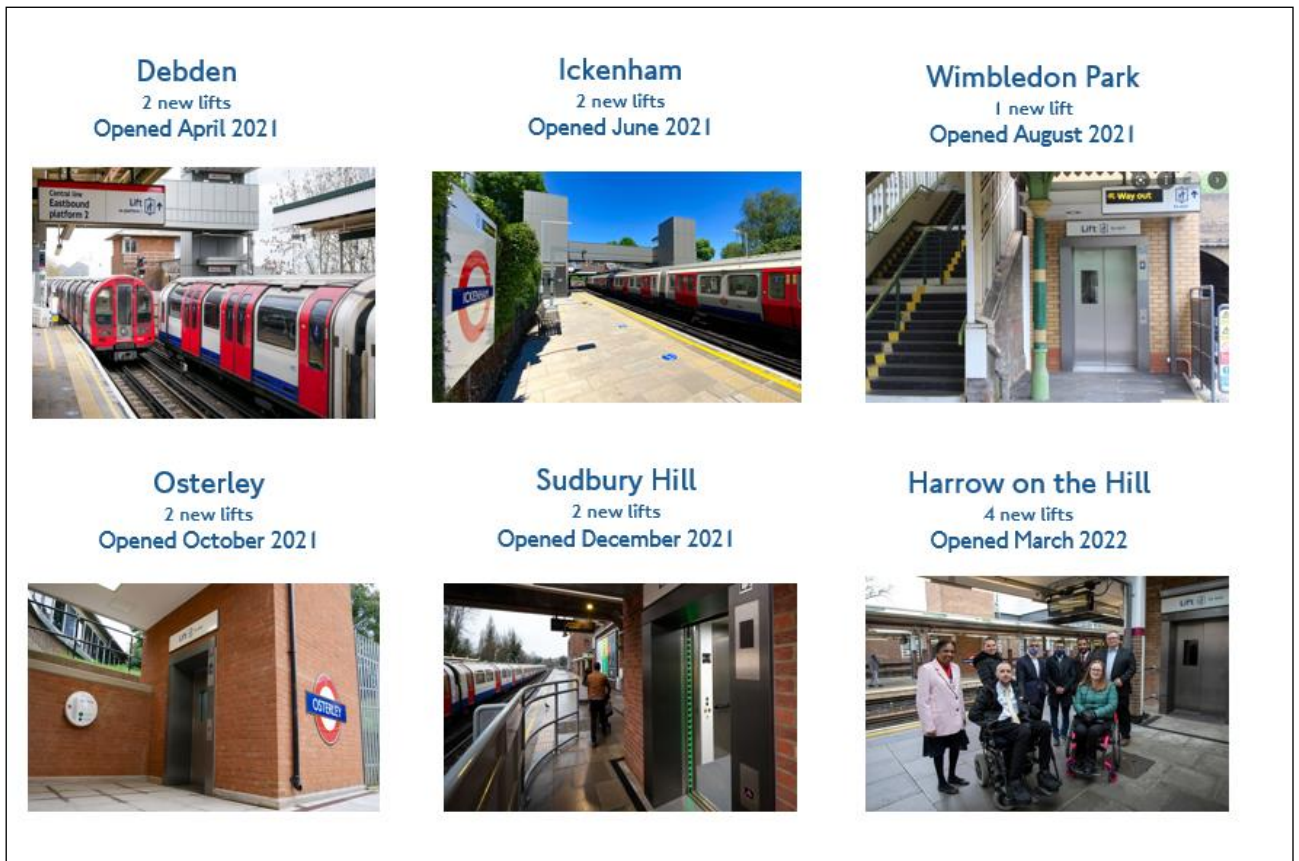 Debden
2 new lifts
Opened April 2021
Ickenham
2 new lifts
Opened June 2021
Wimbledon Park
1 new lift
Opened August 2021
Central line
Eastbound
platform 2
Lift
ICKENHAM
Way out
Lift
Osterley
2 new lifts
Opened October 2021
Sudbury Hill
2 new lifts
Opened December 2021
Harrow on the Hill
4 new lifts
Opened March 2022
Lift
OSTERLEY
Lift